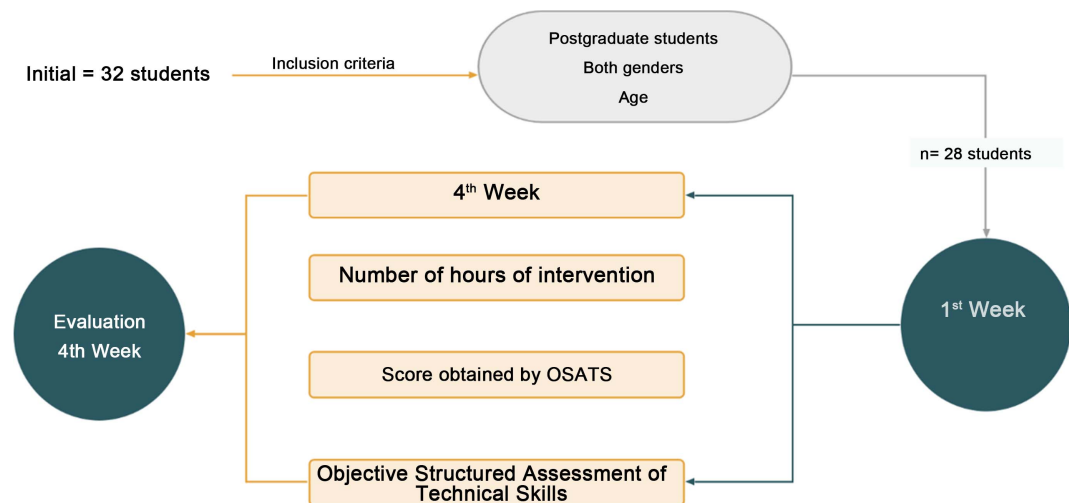 Initial = 32 students
Inclusion criteria
Postgraduate students
Both genders
Age
n= 28 students
1st Week
4th Week
Number of hours of intervention
Score obtained by OSATS
Objective Structured Assessment of
Technical Skills
Evaluation
4th Week